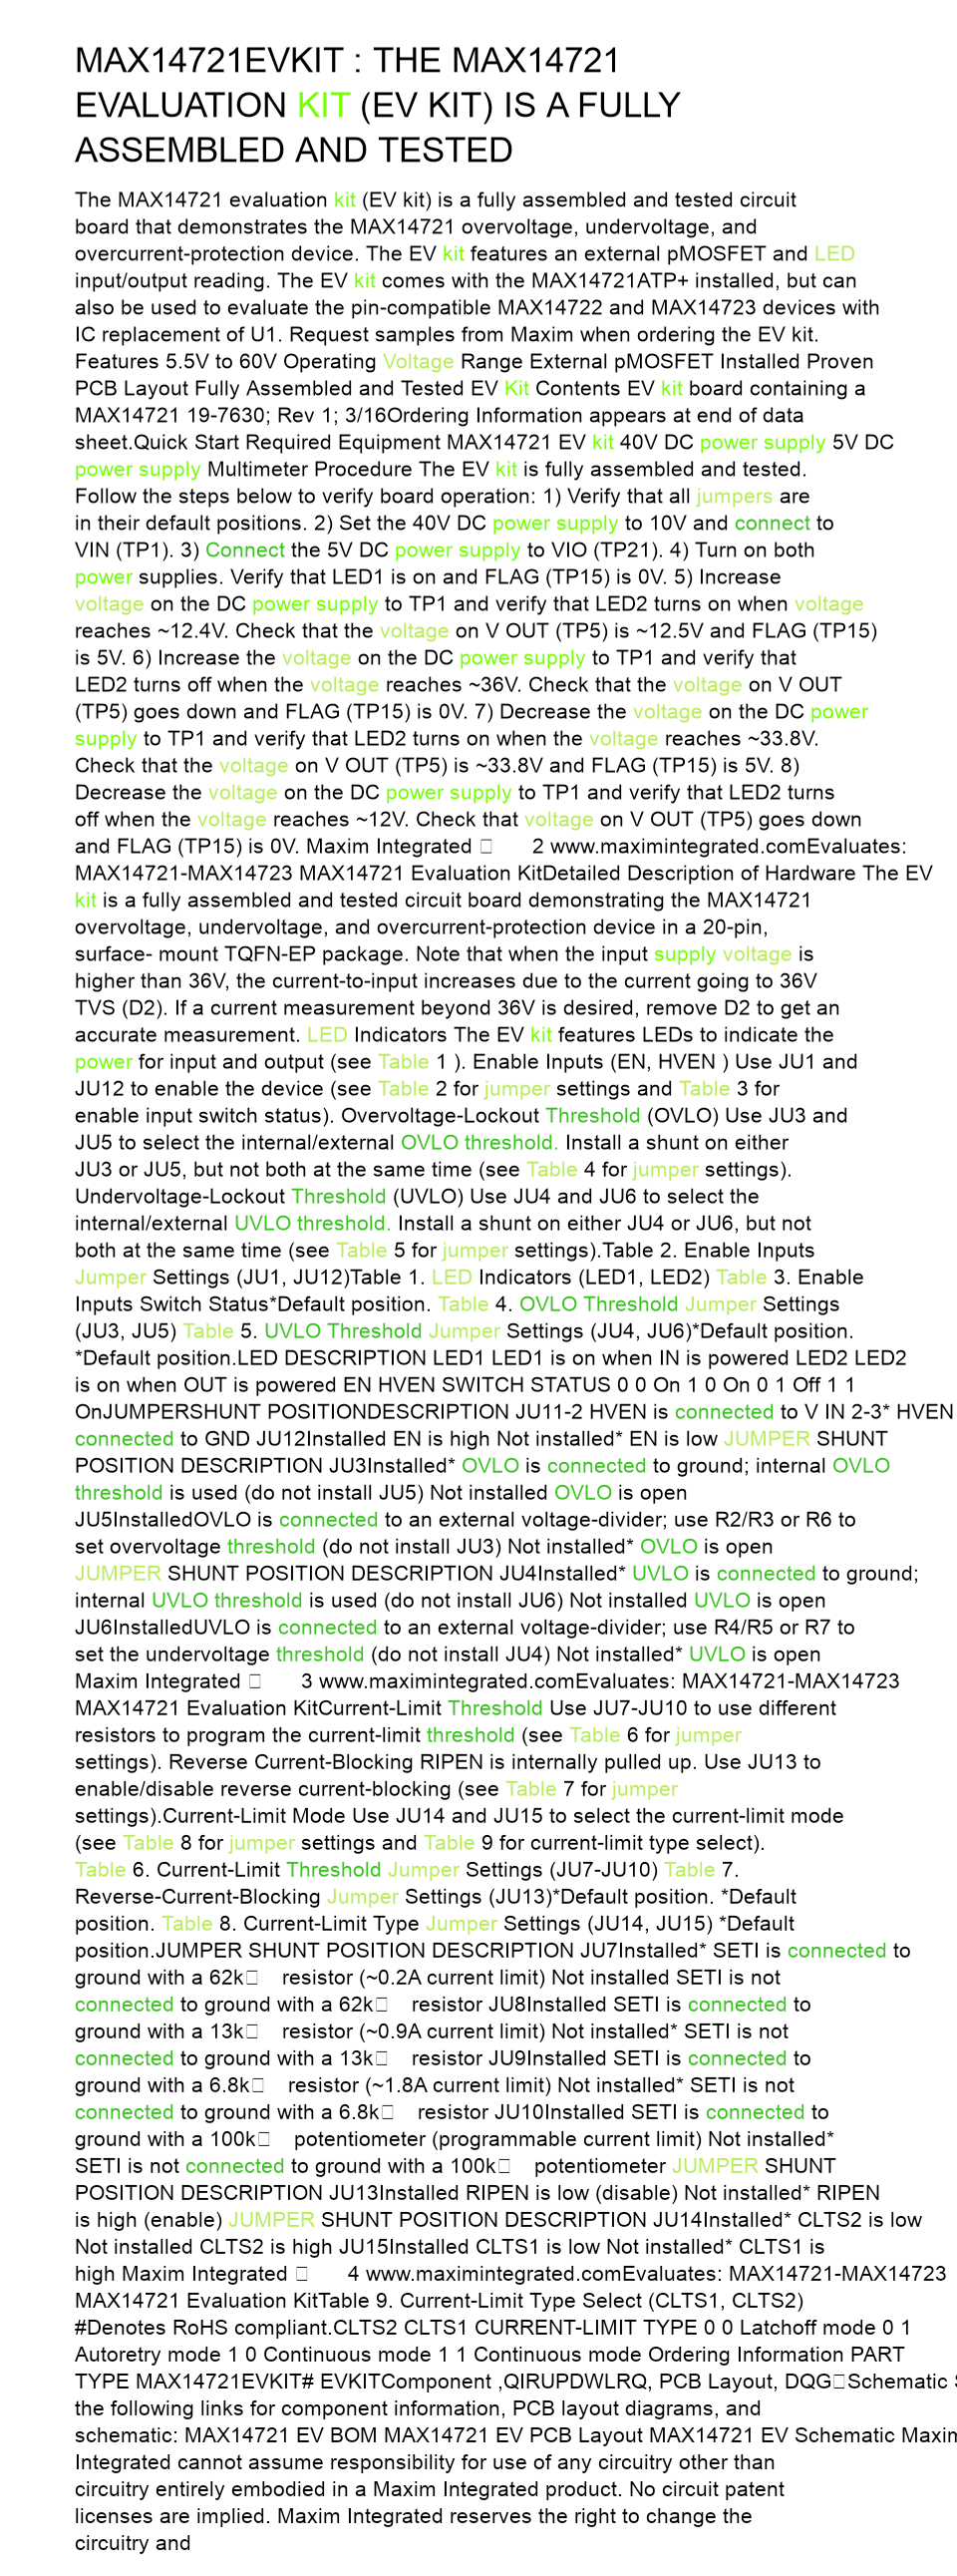 MAX14721EVKIT : THE MAX14721
EVALUATION KIT (EV KIT) IS A FULLY
ASSEMBLED AND TESTED
The MAX14721 evaluation kit (EV kit) is a fully assembled and tested circuit
board that demonstrates the MAX14721 overvoltage, undervoltage, and
overcurrent-protection device. The EV kit features an external pMOSFET and LED
input/output reading. The EV kit comes with the MAX14721ATP+ installed, but can
also be used to evaluate the pin-compatible MAX14722 and MAX14723 devices with
IC replacement of U1. Request samples from Maxim when ordering the EV kit.
Features 5.5V to 60V Operating Voltage Range External pMOSFET Installed Proven
PCB Layout Fully Assembled and Tested EV Kit Contents EV kit board containing a
MAX14721 19-7630; Rev 1; 3/16Ordering Information appears at end of data
sheet.Quick Start Required Equipment MAX14721 EV kit 40V DC power supply 5V DC
power supply Multimeter Procedure The EV kit is fully assembled and tested.
Follow the steps below to verify board operation: 1) Verify that all jumpers are
in their default positions. 2) Set the 40V DC power supply to 10V and connect to
VIN (TP1). 3) Connect the 5V DC power supply to VIO (TP21). 4) Turn on both
power supplies. Verify that LED1 is on and FLAG (TP15) is 0V. 5) Increase
voltage on the DC power supply to TP1 and verify that LED2 turns on when voltage
reaches ~12.4V. Check that the voltage on V OUT (TP5) is ~12.5V and FLAG (TP15)
is 5V. 6) Increase the voltage on the DC power supply to TP1 and verify that
LED2 turns off when the voltage reaches ~36V. Check that the voltage on V OUT
(TP5) goes down and FLAG (TP15) is 0V. 7) Decrease the voltage on the DC power
supply to TP1 and verify that LED2 turns on when the voltage reaches ~33.8V.
Check that the voltage on V OUT (TP5) is ~33.8V and FLAG (TP15) is 5V. 8)
Decrease the voltage on the DC power supply to TP1 and verify that LED2 turns
off when the voltage reaches ~12V. Check that voltage on V OUT (TP5) goes down
and FLAG (TP15) is 0V. Maxim Integrated 2 www.maximintegrated.comEvaluates:
MAX14721-MAX14723 MAX14721 Evaluation KitDetailed Description of Hardware The EV
kit is a fully assembled and tested circuit board demonstrating the MAX14721
overvoltage, undervoltage, and overcurrent-protection device in a 20-pin,
surface- mount TQFN-EP package. Note that when the input supply voltage is
higher than 36V, the current-to-input increases due to the current going to 36V
TVS (D2). If a current measurement beyond 36V is desired, remove D2 to get an
accurate measurement. LED Indicators The EV kit features LEDs to indicate the
power for input and output (see Table 1 ). Enable Inputs (EN, HVEN ) Use JU1 and
JU12 to enable the device (see Table 2 for jumper settings and Table 3 for
enable input switch status). Overvoltage-Lockout Threshold (OVLO) Use JU3 and
JU5 to select the internal/external OVLO threshold. Install a shunt on either
JU3 or JU5, but not both at the same time (see Table 4 for jumper settings).
Undervoltage-Lockout Threshold (UVLO) Use JU4 and JU6 to select the
internal/external UVLO threshold. Install a shunt on either JU4 or JU6, but not
both at the same time (see Table 5 for jumper settings).Table 2. Enable Inputs
Jumper Settings (JU1, JU12)Table 1. LED Indicators (LED1, LED2) Table 3. Enable
Inputs Switch Status*Default position. Table 4. OVLO Threshold Jumper Settings
(JU3, JU5) Table 5. UVLO Threshold Jumper Settings (JU4, JU6)*Default position.
*Default position.LED DESCRIPTION LED1 LED1 is on when IN is powered LED2 LED2
is on when OUT is powered EN HVEN SWITCH STATUS 0 0 On 1 0 On 0 1 Off 1 1
OnJUMPERSHUNT POSITIONDESCRIPTION JU11-2 HVEN is connected to V IN 2-3* HVEN
connected to GND JU12Installed EN is high Not installed* EN is low JUMPER SHUNT
POSITION DESCRIPTION JU3Installed* OVLO is connected to ground; internal OVLO
threshold is used (do not install JU5) Not installed OVLO is open
JU5InstalledOVLO is connected to an external voltage-divider; use R2/R3 or R6 to
set overvoltage threshold (do not install JU3) Not installed* OVLO is open
JUMPER SHUNT POSITION DESCRIPTION JU4Installed* UVLO is connected to ground;
internal UVLO threshold is used (do not install JU6) Not installed UVLO is open
JU6InstalledUVLO is connected to an external voltage-divider; use R4/R5 or R7 to
set the undervoltage threshold (do not install JU4) Not installed* UVLO is open
Maxim Integrated 3 www.maximintegrated.comEvaluates: MAX14721-MAX14723
MAX14721 Evaluation KitCurrent-Limit Threshold Use JU7-JU10 to use different
resistors to program the current-limit threshold (see Table 6 for jumper
settings). Reverse Current-Blocking RIPEN is internally pulled up. Use JU13 to
enable/disable reverse current-blocking (see Table 7 for jumper
settings).Current-Limit Mode Use JU14 and JU15 to select the current-limit mode
(see Table 8 for jumper settings and Table 9 for current-limit type select).
Table 6. Current-Limit Threshold Jumper Settings (JU7-JU10) Table 7.
Reverse-Current-Blocking Jumper Settings (JU13)*Default position. *Default
position. Table 8. Current-Limit Type Jumper Settings (JU14, JU15) *Default
position.JUMPER SHUNT POSITION DESCRIPTION JU7Installed* SETI is connected to
ground with a 62k resistor (~0.2A current limit) Not installed SETI is not
connected to ground with a 62k resistor JU8Installed SETI is connected to
ground with a 13k resistor (~0.9A current limit) Not installed* SETI is not
connected to ground with a 13k resistor JU9Installed SETI is connected to
ground with a 6.8k resistor (~1.8A current limit) Not installed* SETI is not
connected to ground with a 6.8k resistor JU10Installed SETI is connected to
ground with a 100k potentiometer (programmable current limit) Not installed*
SETI is not connected to ground with a 100k potentiometer JUMPER SHUNT
POSITION DESCRIPTION JU13Installed RIPEN is low (disable) Not installed* RIPEN
is high (enable) JUMPER SHUNT POSITION DESCRIPTION JU14Installed* CLTS2 is low
Not installed CLTS2 is high JU15Installed CLTS1 is low Not installed* CLTS1 is
high Maxim Integrated 4 www.maximintegrated.comEvaluates: MAX14721-MAX14723
MAX14721 Evaluation KitTable 9. Current-Limit Type Select (CLTS1, CLTS2)
#Denotes RoHS compliant.CLTS2 CLTS1 CURRENT-LIMIT TYPE 0 0 Latchoff mode 0 1
Autoretry mode 1 0 Continuous mode 1 1 Continuous mode Ordering Information PART
TYPE MAX14721EVKIT# EVKITComponent ,QIRUPDWLRQ, PCB Layout, DQG Schematic
the following links for component information, PCB layout diagrams, and
schematic: MAX14721 EV BOM MAX14721 EV PCB Layout MAX14721 EV Schematic Maxim
Integrated cannot assume responsibility for use of any circuitry other than
circuitry entirely embodied in a Maxim Integrated product. No circuit patent
licenses are implied. Maxim Integrated reserves the right to change the
circuitry and